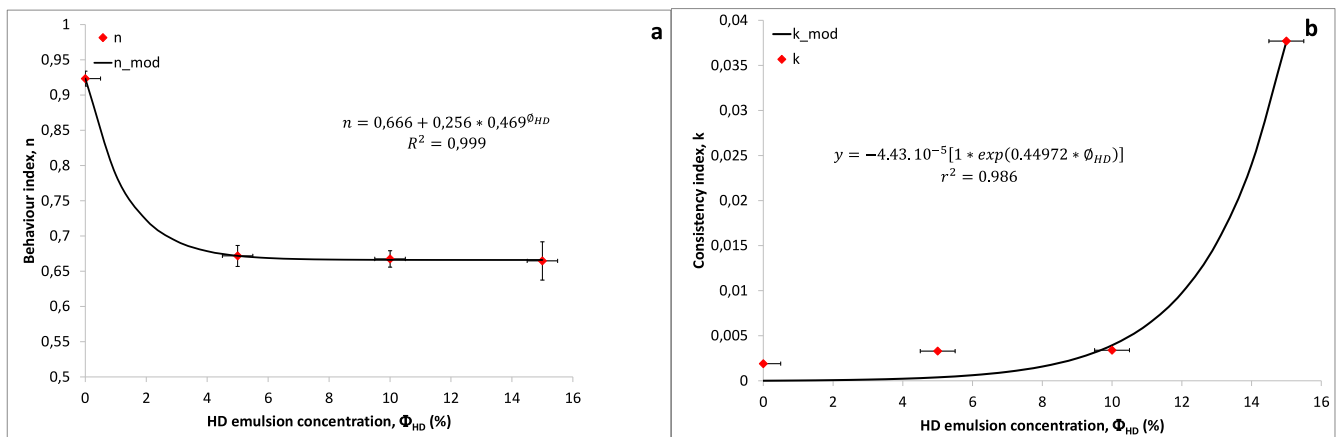 a
n
n_mod
n = 0,666 + 0,256 * 0,469^∅HD
R² = 0,999
1
0,95
0,9
0,85
0,8
0,75
0,7
0,65
0,6
0,55
0,5
Behaviour index, n
0 2 4 6 8 10 12 14 16
HD emulsion concentration, ΦHD (%)
b
k_mod
k
y = −4.43.10⁻⁵[1 * exp(0.44972 * ∅HD)]
r² = 0.986
0,04
0,035
0,03
0,025
0,02
0,015
0,01
0,005
0
Consistency index, k
0 2 4 6 8 10 12 14 16
HD emulsion concentration, ΦHD (%)